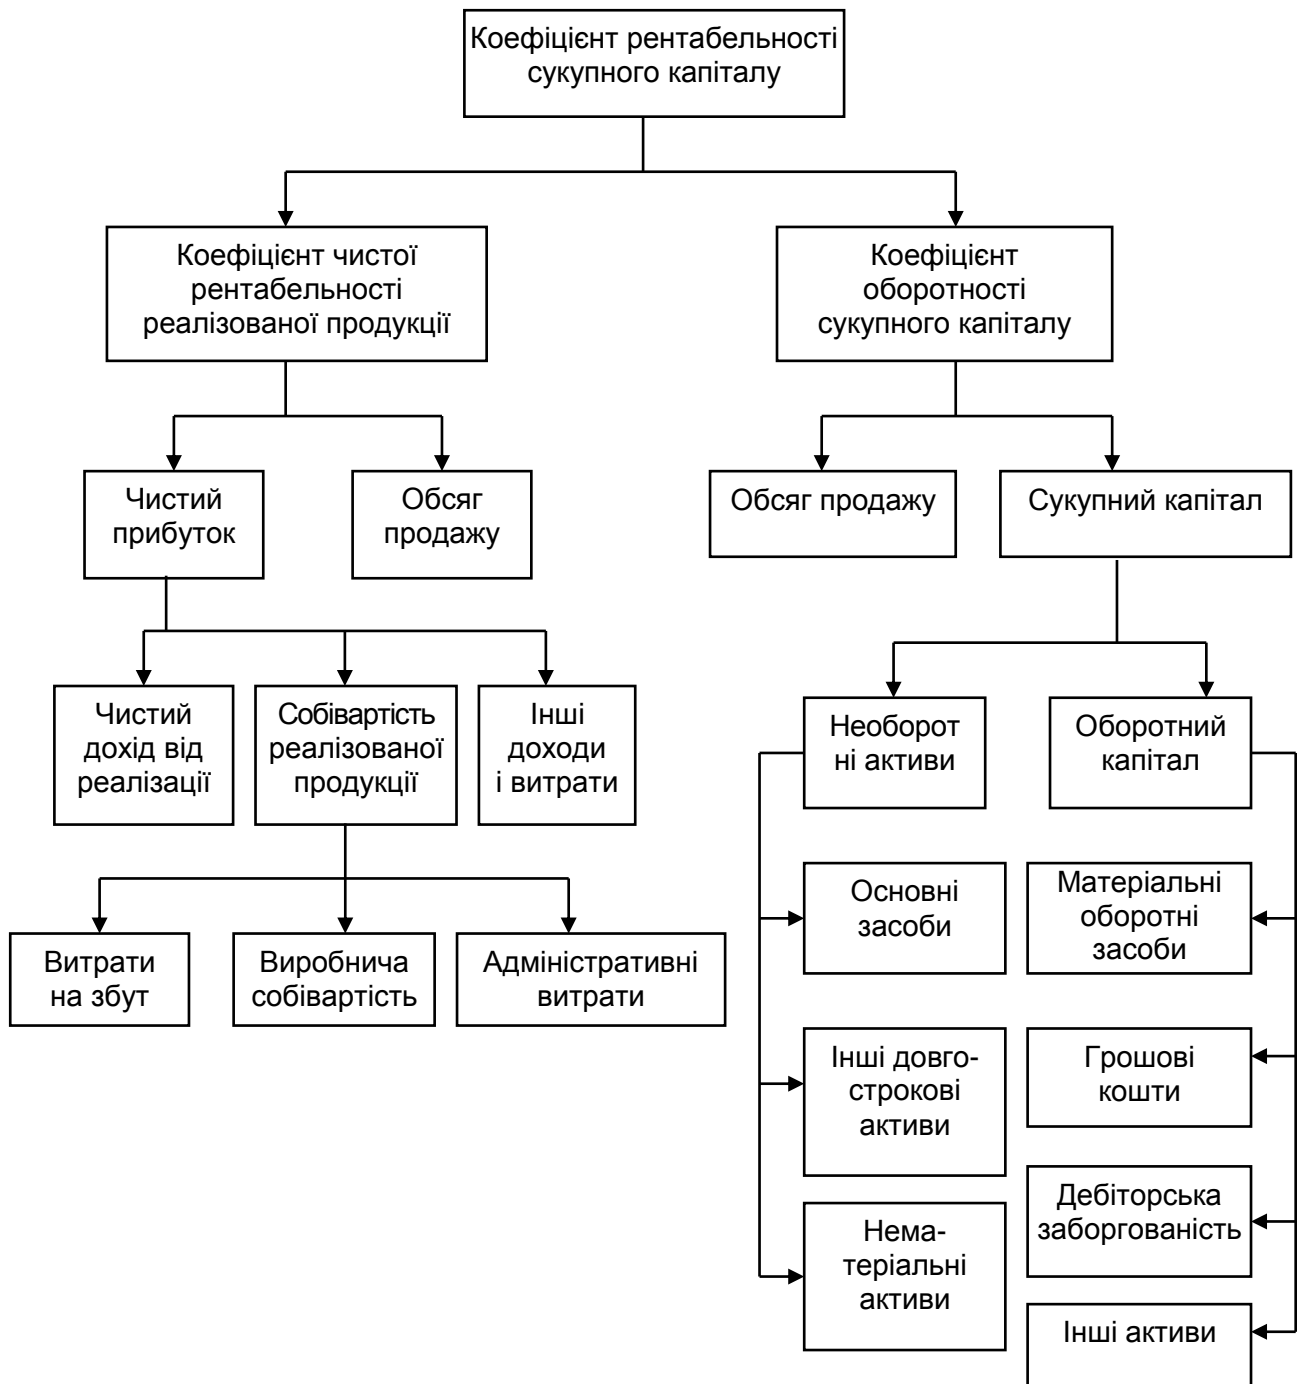 Коефіцієнт рентабельності
сукупного капіталу
Коефіцієнт чистої
рентабельності
реалізованої продукції
Коефіцієнт
оборотності
сукупного капіталу
Чистий
прибуток
Обсяг
продажу
Обсяг продажу
Сукупний капітал
Чистий
дохід від
реалізації
Собівартість
реалізованої
продукції
Інші
доходи
і витрати
Необорот
ні активи
Оборотний
капітал
Витрати
на збут
Виробнича
собівартість
Адміністративні
витрати
Основні
засоби
Матеріальні
оборотні
засоби
Інші довго-
строкові
активи
Грошові
кошти
Нема-
теріальні
активи
Дебіторська
заборгованість
Інші активи